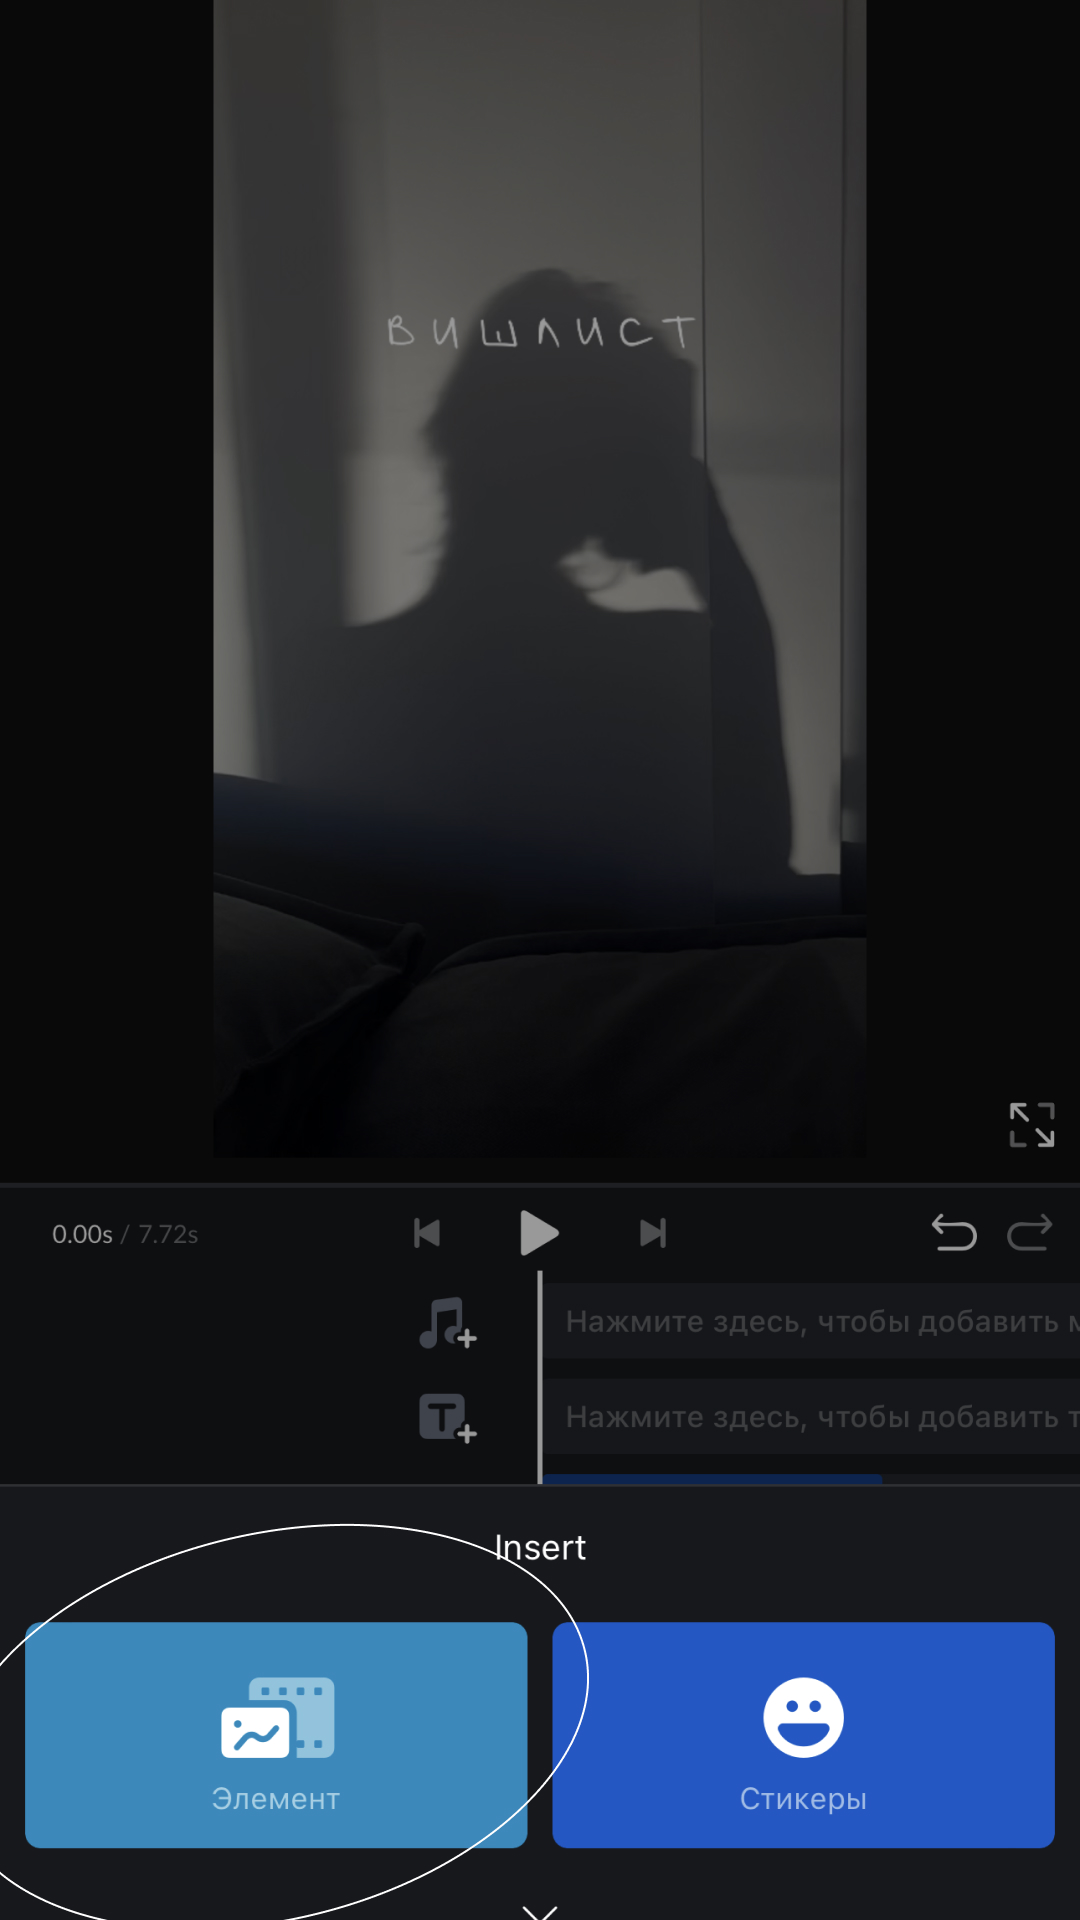 ВИШЛИСТ
0.00s / 7.72s
Нажмите здесь, чтобы добавить
Нажмите здесь, чтобы добавить т
Insert
Элемент
Стикеры